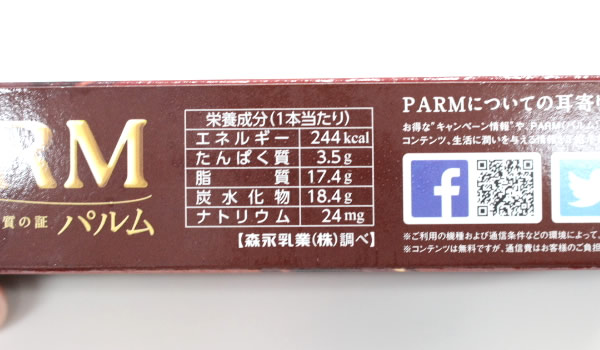 RM
質の証 パルム
栄養成分(1本当たり)
エネルギー 244kcal
たんぱく質 3.5g
脂質 17.4g
炭水化物 18.4g
ナトリウム 24mg
【森永乳業(株)調べ】
PARMについての耳寄り
お得な"キャンペーン情報"や、PARM(パルム)
コンテンツ、生活に潤いを与える情報
f
※ご利用の機種および通信条件などの環境によって、
※コンテンツは無料ですが、通信費はお客様のご負担